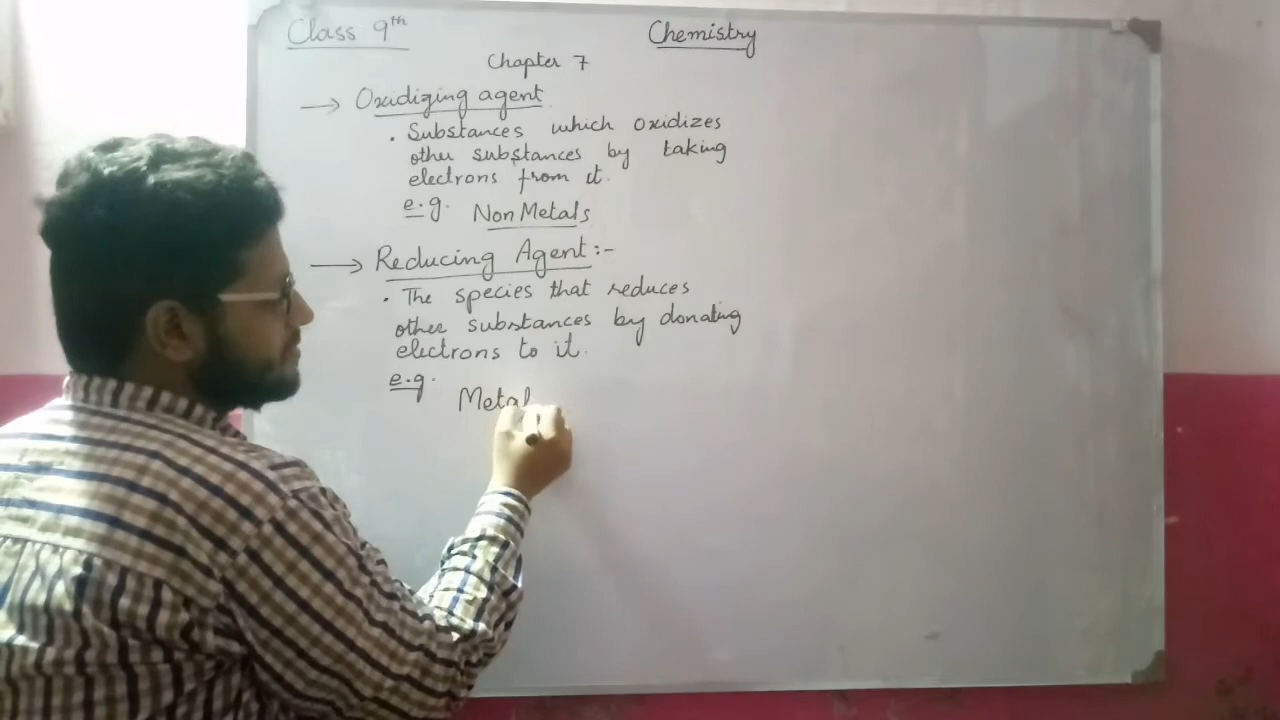 Class 9th
Chemistry
Chapter 7
→ Oxidizing agent
. Substances which oxidizes
other substances by taking
electrons from it.
e.g. Non Metals
→ Reducing Agent:-
. The species that reduces
other substances by donating
electrons to it.
e.g.
Metal